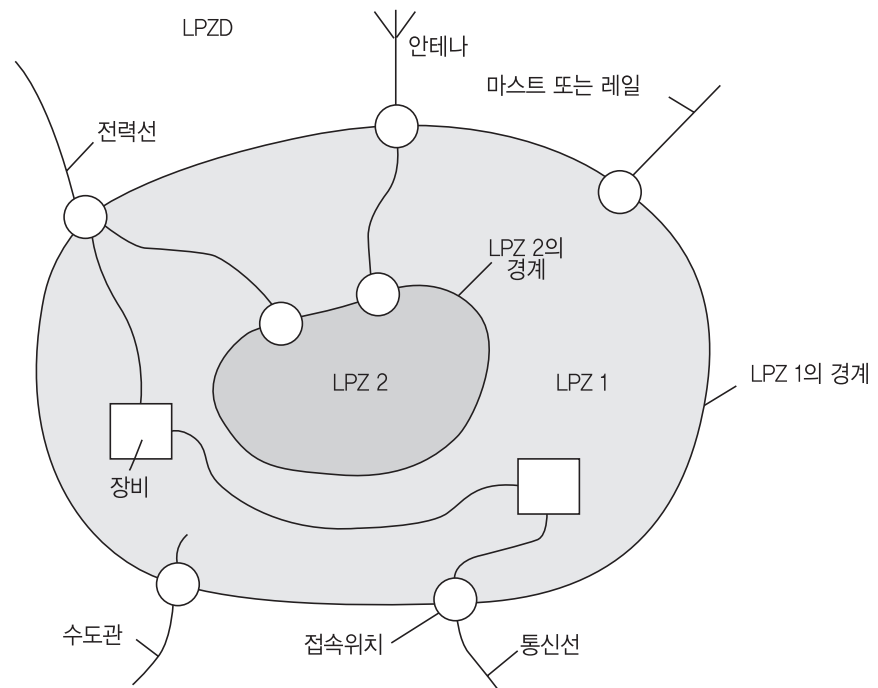 LPZD
안테나
마스트 또는 레일
전력선
LPZ 2의
경계
LPZ 2
LPZ 1
LPZ 1의 경계
장비
수도관
접속위치
통신선